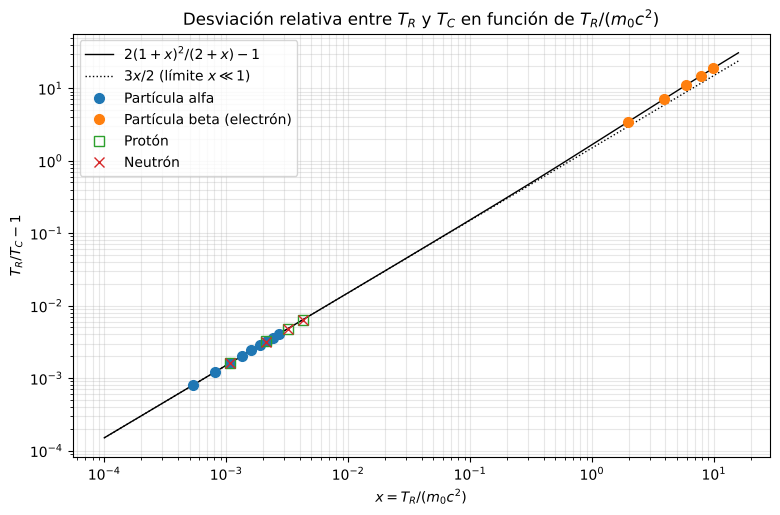 Desviación relativa entre $T_R$ y $T_C$ en función de $T_R/(m_0c^2)$
$2(1+x)^2/(2+x)-1$
$3x/2$ (límite $x \ll 1$)
Partícula alfa
Partícula beta (electrón)
Protón
Neutrón
$T_R/T_C-1$
$10^1$
$10^0$
$10^{-1}$
$10^{-2}$
$10^{-3}$
$10^{-4}$
$10^{-4}$ $10^{-3}$ $10^{-2}$ $10^{-1}$ $10^0$ $10^1$
$x=T_R/(m_0c^2)$